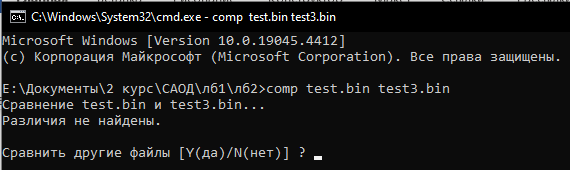 C:\Windows\System32\cmd.exe - comp  test.bin test3.bin
Microsoft Windows [Version 10.0.19045.4412]
(c) Корпорация Майкрософт (Microsoft Corporation). Все права защищены.
E:\Документы\2 курс\САОД\лб1\лб2>comp test.bin test3.bin
Сравнение test.bin и test3.bin...
Различия не найдены.
Сравнить другие файлы [Y(да)/N(нет)] ?